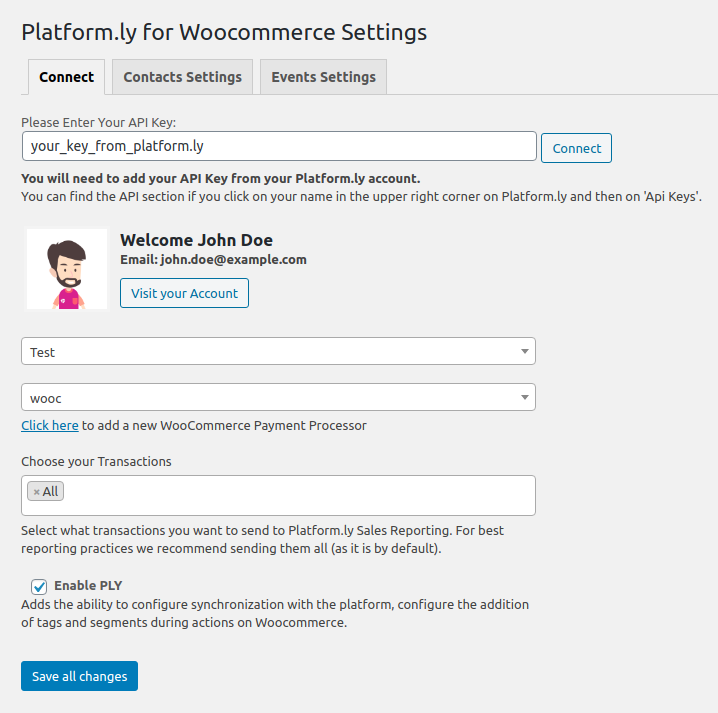 Platform.ly for Woocommerce Settings
Connect Contacts Settings Events Settings
Please Enter Your API Key:
your_key_from_platform.ly Connect
You will need to add your API Key from your Platform.ly account.
You can find the API section if you click on your name in the upper right corner on Platform.ly and then on 'Api Keys'.
Welcome John Doe
Email: john.doe@example.com
Visit your Account
Test
wooc
Click here to add a new WooCommerce Payment Processor
Choose your Transactions
× All
Select what transactions you want to send to Platform.ly Sales Reporting. For best
reporting practices we recommend sending them all (as it is by default).
Enable PLY
Adds the ability to configure synchronization with the platform, configure the addition
of tags and segments during actions on Woocommerce.
Save all changes